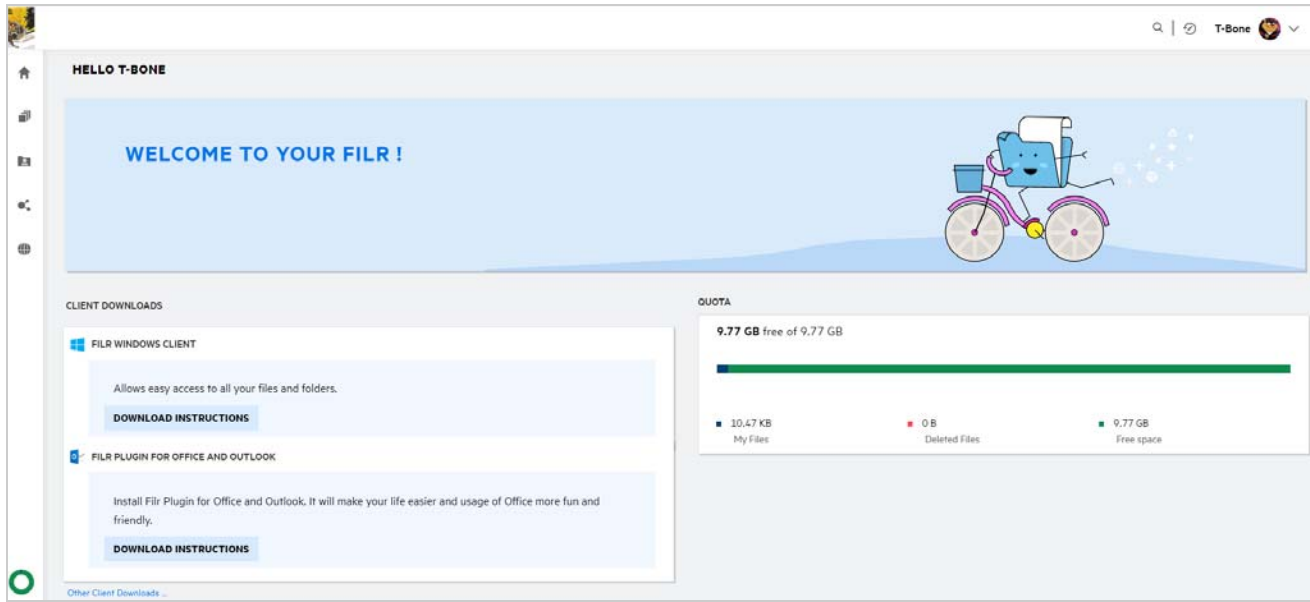 T-Bone
HELLO T-BONE
WELCOME TO YOUR FILR !
CLIENT DOWNLOADS
FILR WINDOWS CLIENT
Allows easy access to all your files and folders.
DOWNLOAD INSTRUCTIONS
FILR PLUGIN FOR OFFICE AND OUTLOOK
Install Filr Plugin for Office and Outlook. It will make your life easier and usage of Office more fun and
friendly.
DOWNLOAD INSTRUCTIONS
Other Client Downloads ...
QUOTA
9.77 GB free of 9.77 GB
10.47 KB
My Files
0 B
Deleted Files
9.77 GB
Free space